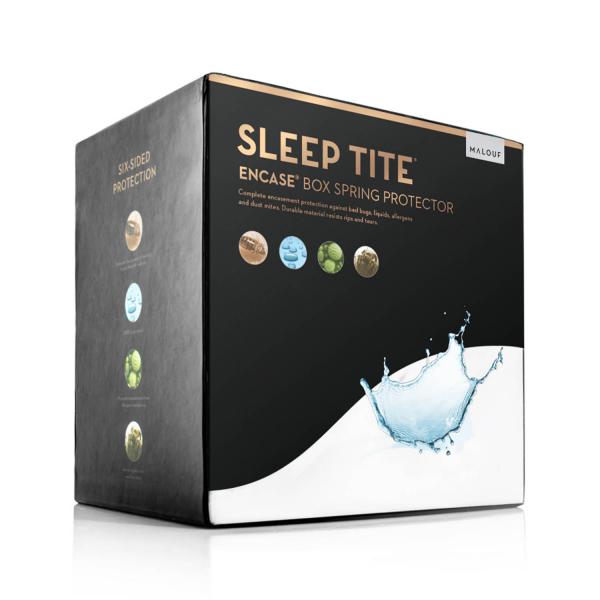 SIX-SIDED
PROTECTION
MALOUF
SLEEP TITE®
ENCASE® BOX SPRING PROTECTOR
Complete encasement protection against bed bugs, liquids, allergens
and dust mites. Durable material resists rips and tears.